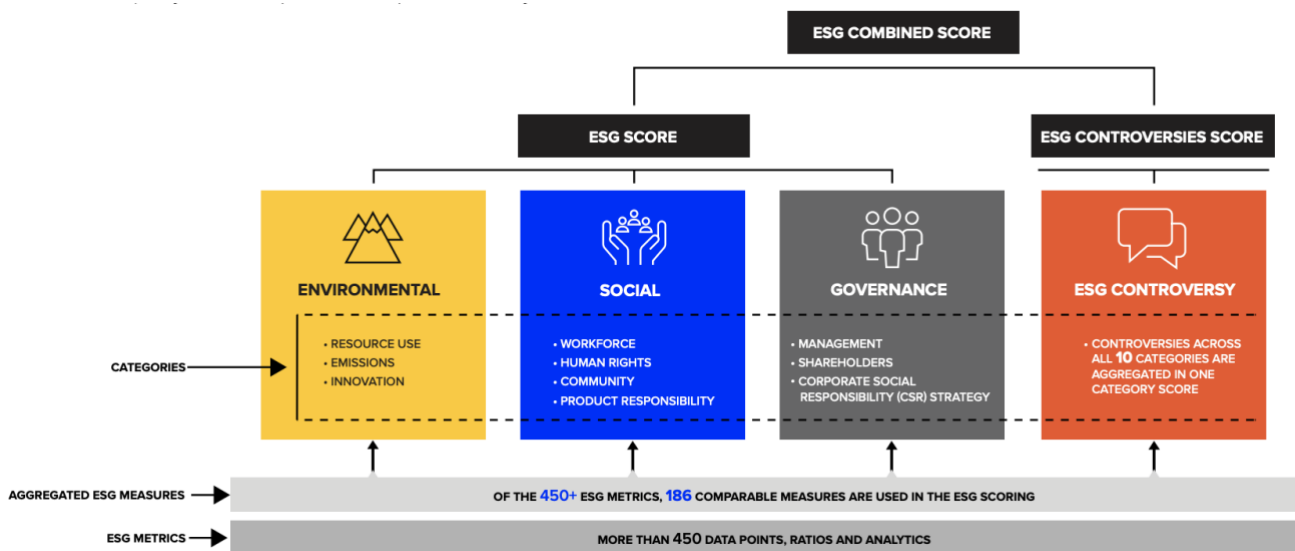 ESG COMBINED SCORE
ESG SCORE
ESG CONTROVERSIES SCORE
ENVIRONMENTAL
SOCIAL
GOVERNANCE
ESG CONTROVERSY
CATEGORIES
• RESOURCE USE
• EMISSIONS
• INNOVATION
• WORKFORCE
• HUMAN RIGHTS
• COMMUNITY
• PRODUCT RESPONSIBILITY
• MANAGEMENT
• SHAREHOLDERS
• CORPORATE SOCIAL
RESPONSIBILITY (CSR) STRATEGY
• CONTROVERSIES ACROSS
ALL 10 CATEGORIES ARE
AGGREGATED IN ONE
CATEGORY SCORE
AGGREGATED ESG MEASURES
OF THE 450+ ESG METRICS, 186 COMPARABLE MEASURES ARE USED IN THE ESG SCORING
ESG METRICS
MORE THAN 450 DATA POINTS, RATIOS AND ANALYTICS